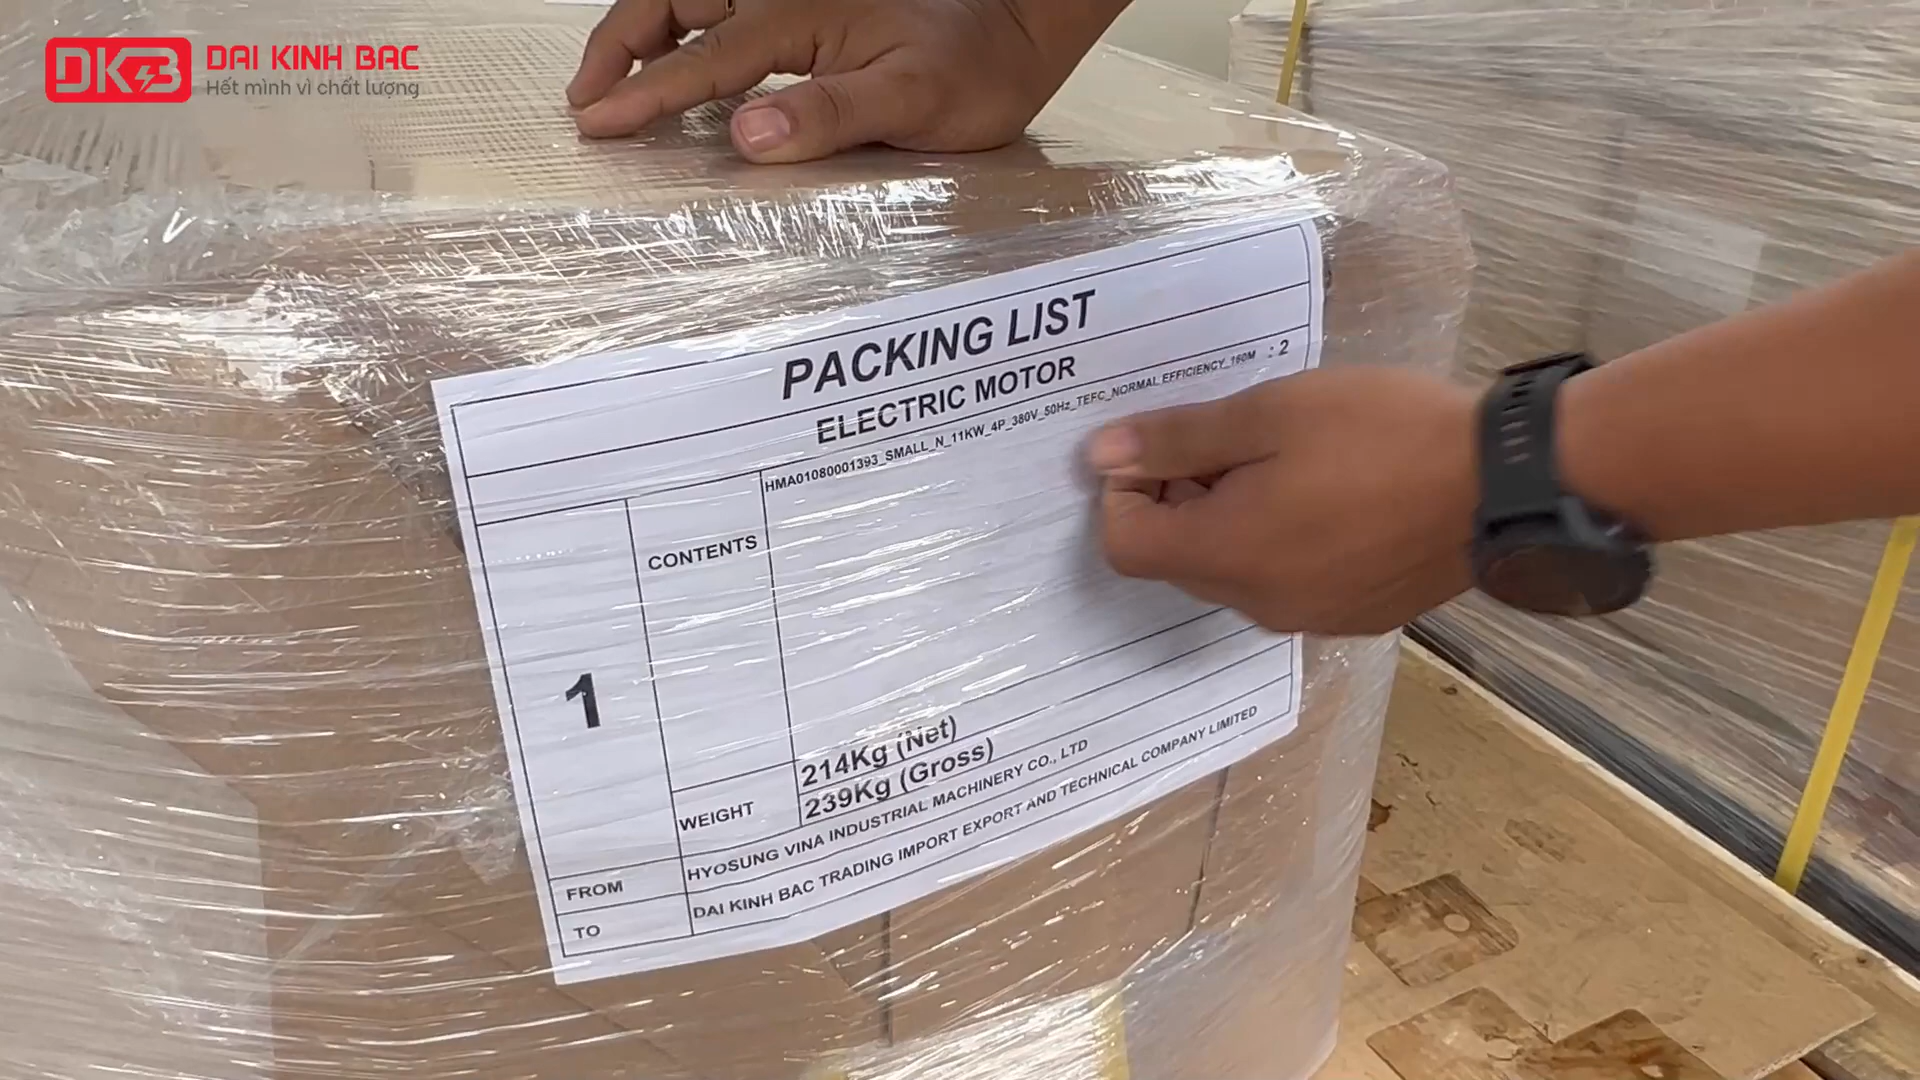 DKB
DAI KINH BAC
Hết mình vì chất lượng
PACKING LIST
ELECTRIC MOTOR
HMA01080001393_SMALL_N_11KW_4P_380V_50Hz_TEFC_NORMAL EFFICIENCY_160M : 2
1
CONTENTS
WEIGHT
214Kg (Net)
239Kg (Gross)
FROM
HYOSUNG VINA INDUSTRIAL MACHINERY CO., LTD
TO
DAI KINH BAC TRADING IMPORT EXPORT AND TECHNICAL COMPANY LIMITED